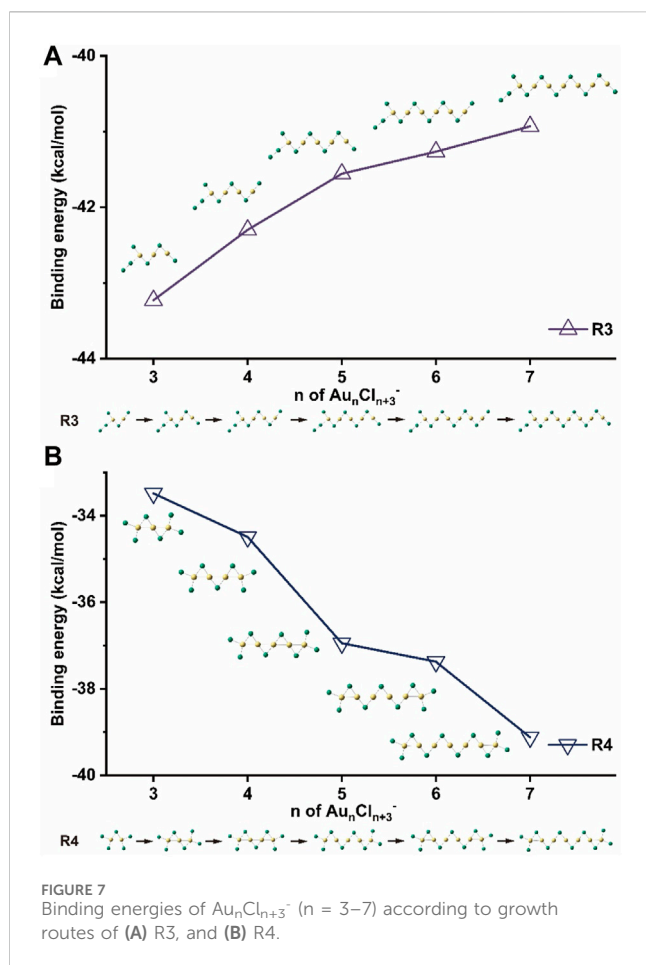 A
-40
-42
-44
Binding energy (kcal/mol)
R3
3 4 5 6 7
n of AuₙClₙ₊₃⁻
R3
B
-34
-36
-38
-40
Binding energy (kcal/mol)
R4
3 4 5 6 7
n of AuₙClₙ₊₃⁻
R4
FIGURE 7
Binding energies of AuₙClₙ₊₃⁻ (n = 3–7) according to growth
routes of (A) R3, and (B) R4.